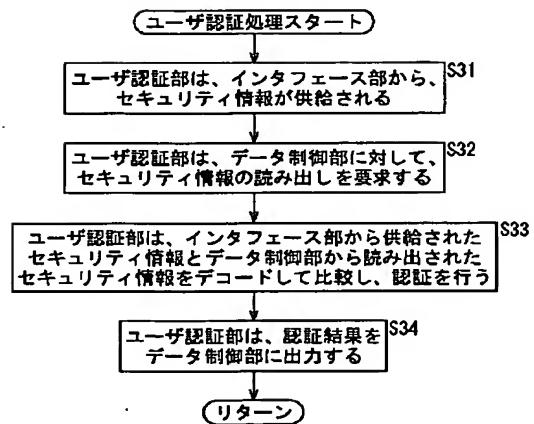 ユーザ認証処理スタート
S31
ユーザ認証部は、インタフェース部から、
セキュリティ情報が供給される
S32
ユーザ認証部は、データ制御部に対して、
セキュリティ情報の読み出しを要求する
S33
ユーザ認証部は、インタフェース部から供給された
セキュリティ情報とデータ制御部から読み出された
セキュリティ情報をデコードして比較し、認証を行う
S34
ユーザ認証部は、認証結果を
データ制御部に出力する
リターン